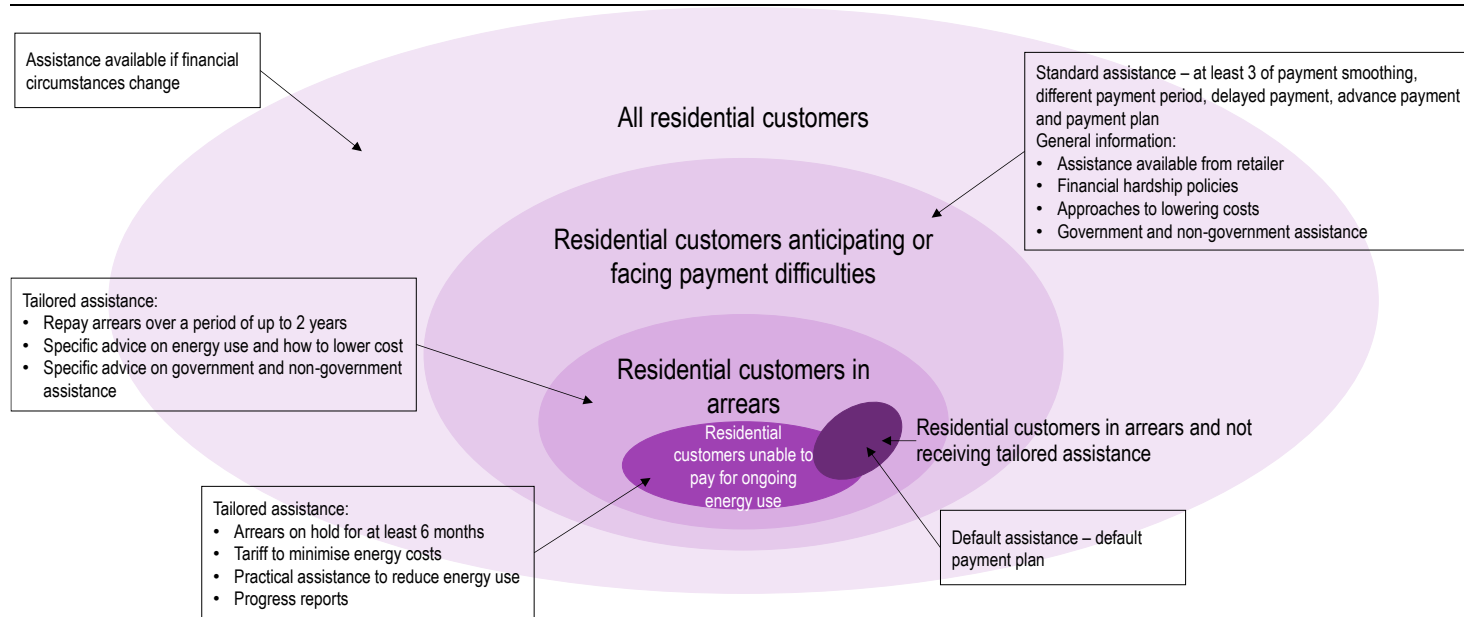 Assistance available if financial
circumstances change
All residential customers
Standard assistance – at least 3 of payment smoothing,
different payment period, delayed payment, advance payment
and payment plan
General information:
• Assistance available from retailer
• Financial hardship policies
• Approaches to lowering costs
• Government and non-government assistance
Residential customers anticipating or
facing payment difficulties
Tailored assistance:
• Repay arrears over a period of up to 2 years
• Specific advice on energy use and how to lower cost
• Specific advice on government and non-government
assistance
Residential customers in
arrears
Residential
customers unable to
pay for ongoing
energy use
Residential customers in arrears and not
receiving tailored assistance
Tailored assistance:
• Arrears on hold for at least 6 months
• Tariff to minimise energy costs
• Practical assistance to reduce energy use
• Progress reports
Default assistance – default
payment plan